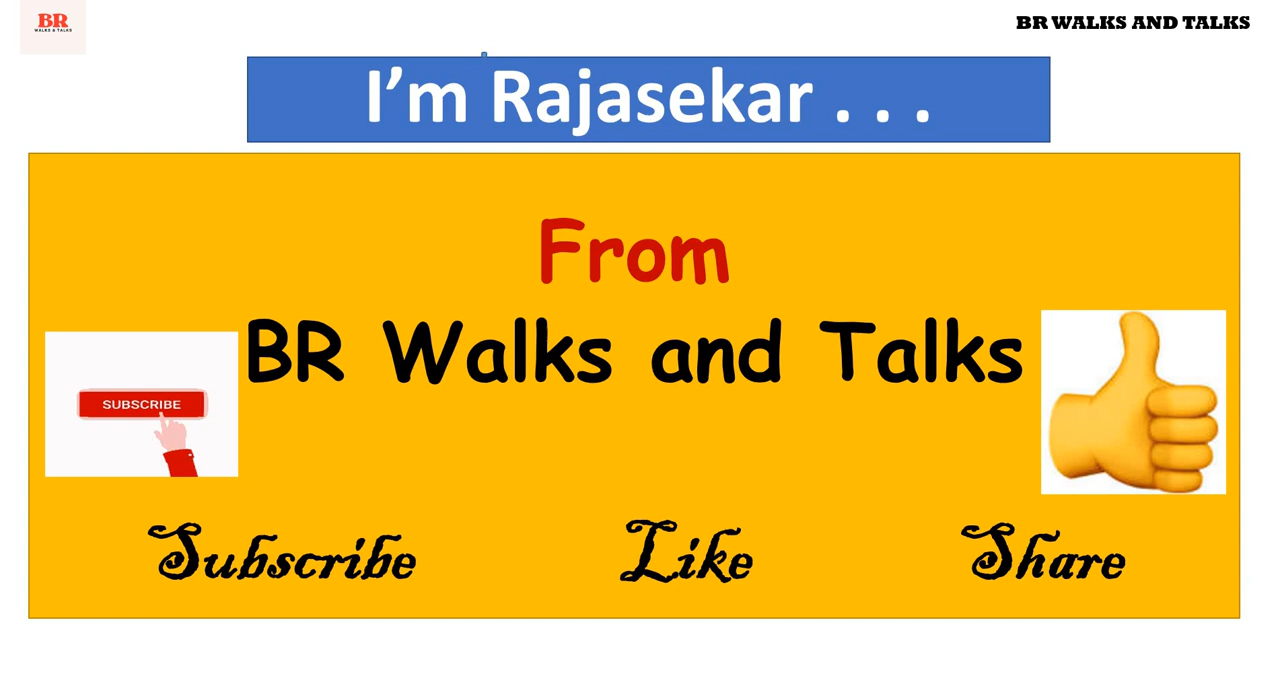 BR
WALKS & TALKS
BR WALKS AND TALKS
I’m Rajasekar . . .
From
BR Walks and Talks
SUBSCRIBE
Subscribe Like Share